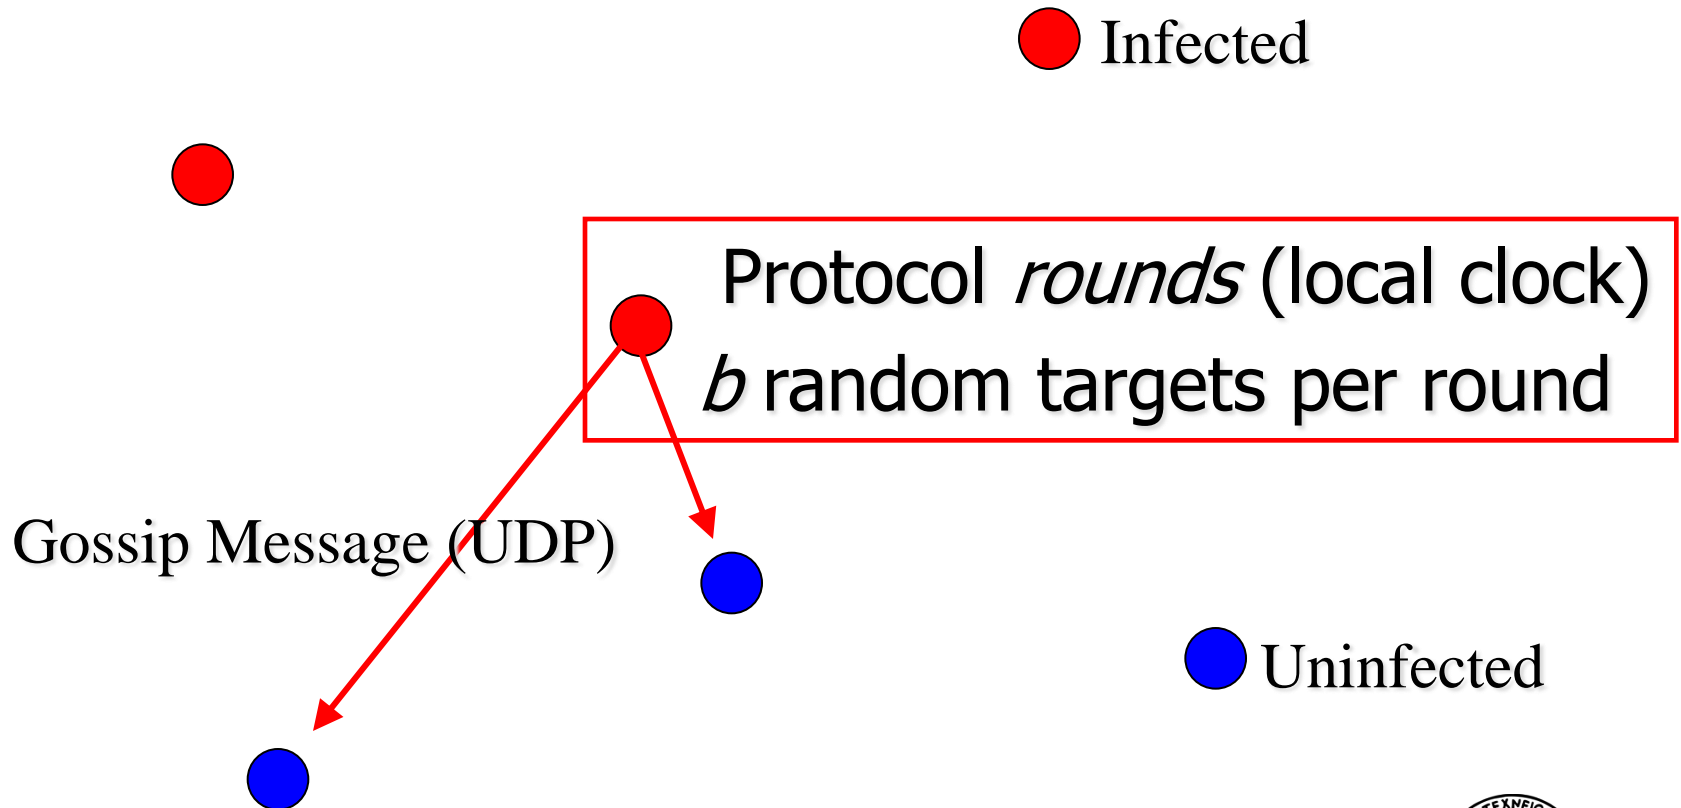 Infected
Protocol rounds (local clock)
b random targets per round
Gossip Message (UDP)
Uninfected